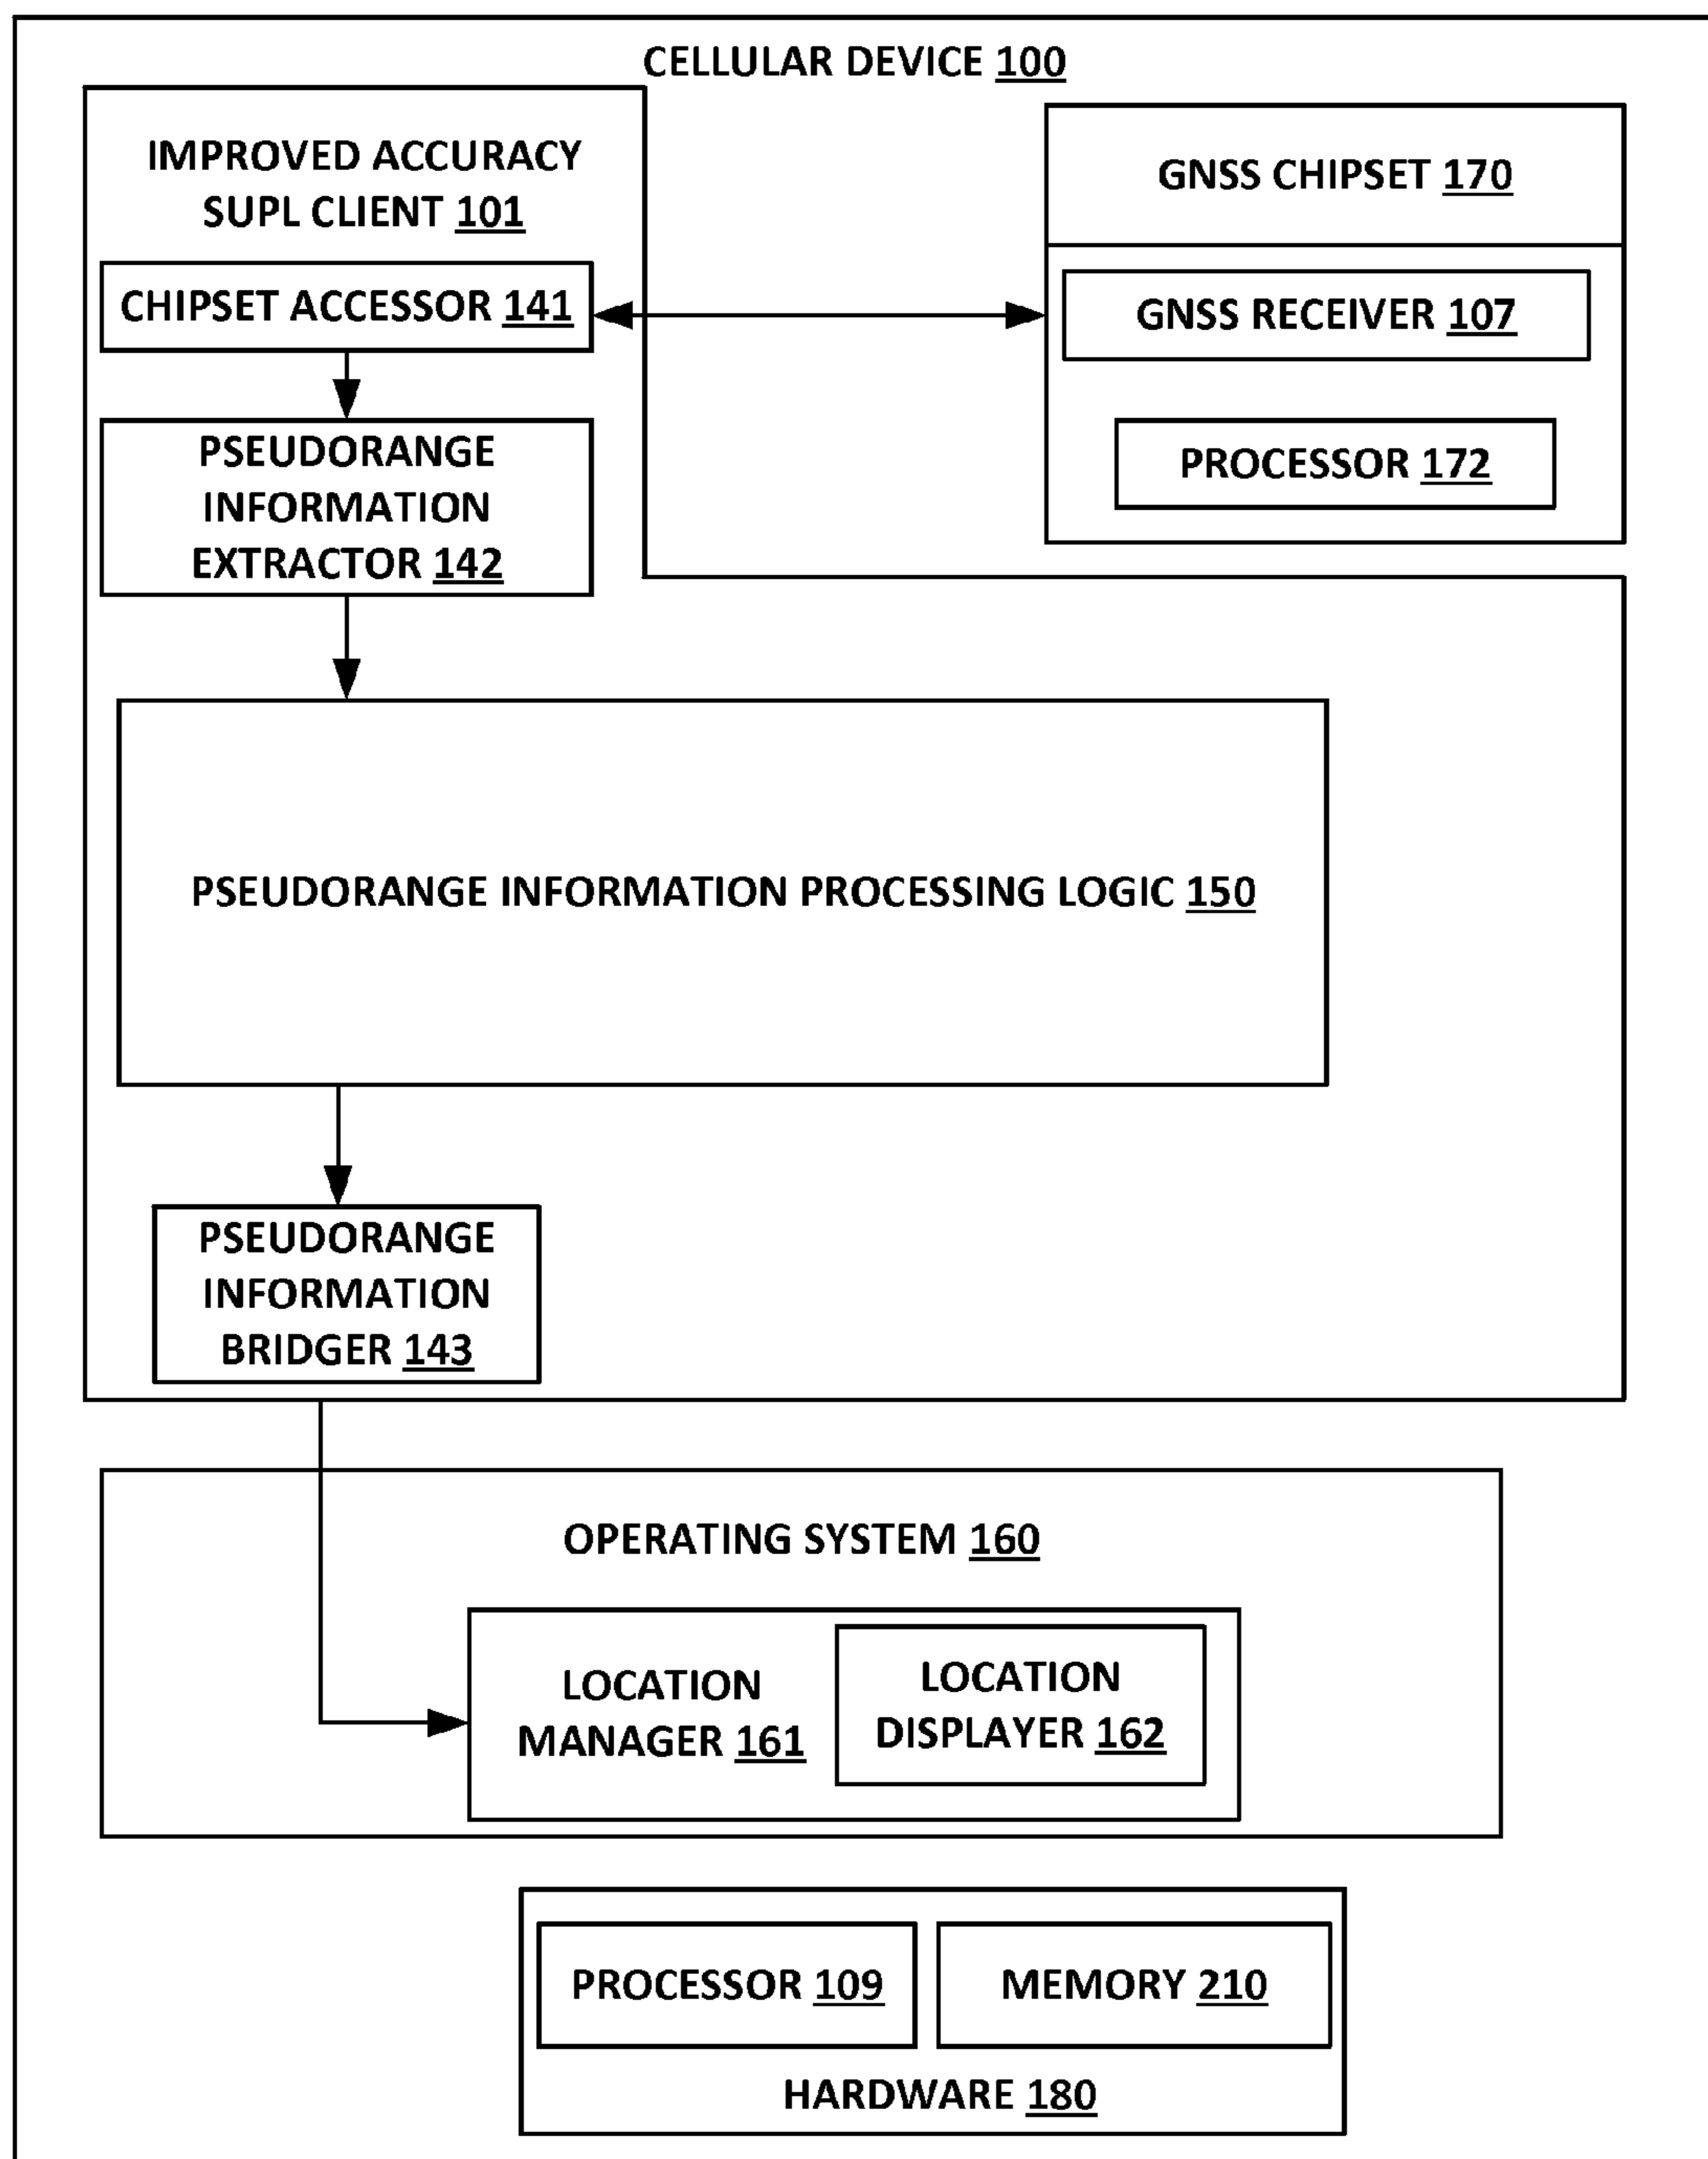 CELLULAR DEVICE 100
IMPROVED ACCURACY
SUPL CLIENT 101
GNSS CHIPSET 170
CHIPSET ACCESSOR 141
GNSS RECEIVER 107
PROCESSOR 172
PSEUDORANGE
INFORMATION
EXTRACTOR 142
PSEUDORANGE INFORMATION PROCESSING LOGIC 150
PSEUDORANGE
INFORMATION
BRIDGER 143
OPERATING SYSTEM 160
LOCATION
MANAGER 161
LOCATION
DISPLAYER 162
PROCESSOR 109
MEMORY 210
HARDWARE 180